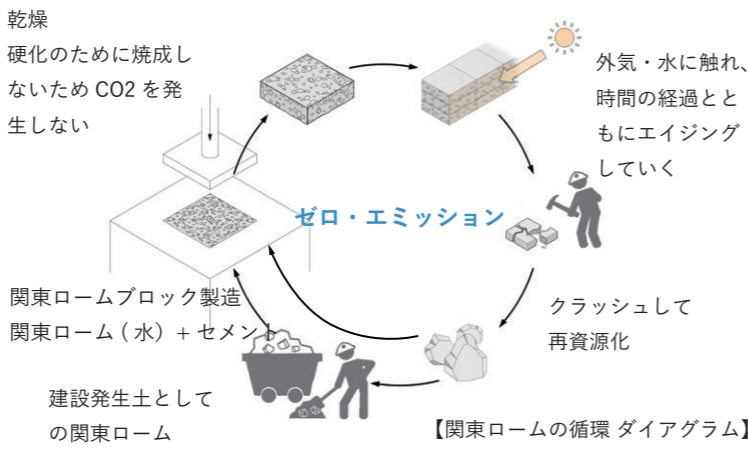 乾燥
硬化のために焼成し
ないため CO2 を発
生しない
外気・水に触れ、
時間の経過とと
もにエイジング
していく
ゼロ・エミッション
関東ロームブロック製造
関東ローム ( 水） + セメント
クラッシュして
再資源化
建設発生土として
の関東ローム
【関東ロームの循環 ダイアグラム】